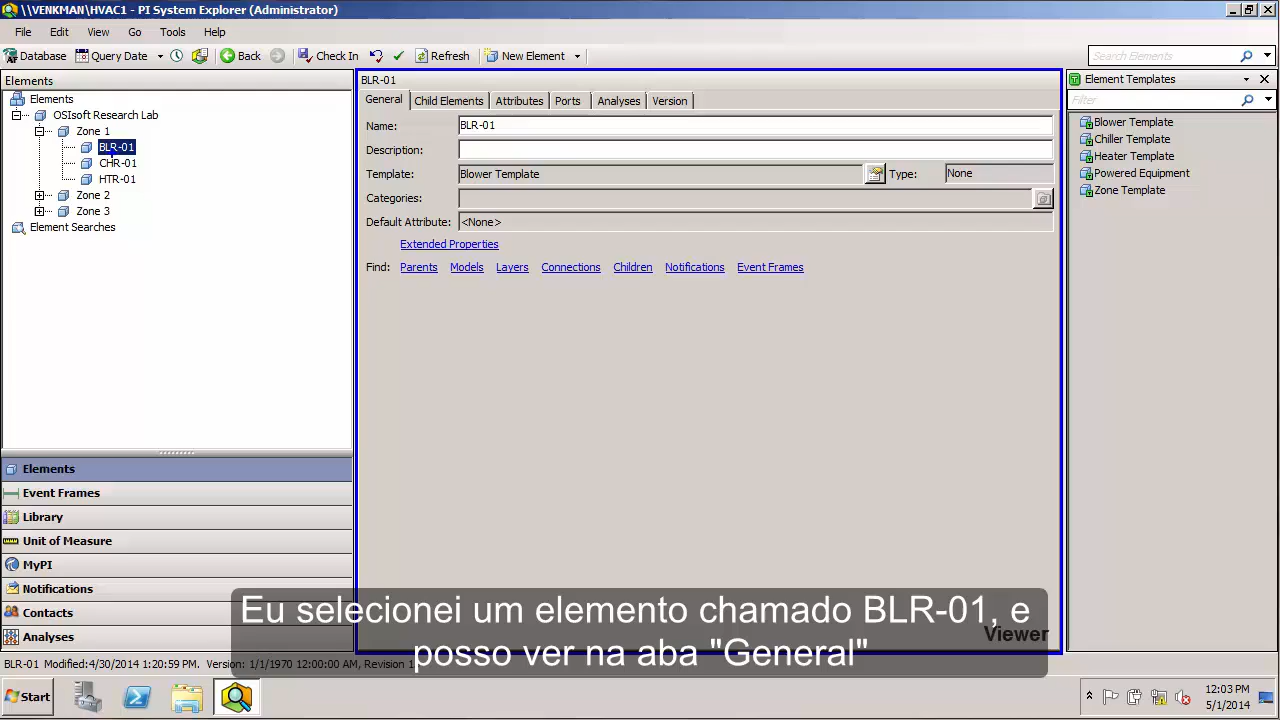 \\VENKMAN\HVAC1 - PI System Explorer (Administrator)
File Edit View Go Tools Help
Database Query Date Back Check In Refresh New Element Search Elements
Elements
Elements
OSIsoft Research Lab
Zone 1
BLR-01
CHR-01
HTR-01
Zone 2
Zone 3
Element Searches
Elements
Event Frames
Library
Unit of Measure
MyPI
Notifications
Contacts
Analyses
BLR-01
General Child Elements Attributes Ports Analyses Version
Name: BLR-01
Description:
Template: Blower Template Type: None
Categories:
Default Attribute: <None>
Extended Properties
Find: Parents Models Layers Connections Children Notifications Event Frames
Viewer
Element Templates
Filter
Blower Template
Chiller Template
Heater Template
Powered Equipment
Zone Template
Eu selecionei um elemento chamado BLR-01, e
posso ver na aba "General"
BLR-01 Modified:4/30/2014 1:20:59 PM. Version: 1/1/1970 12:00:00 AM, Revision 1
Start
12:03 PM
5/1/2014